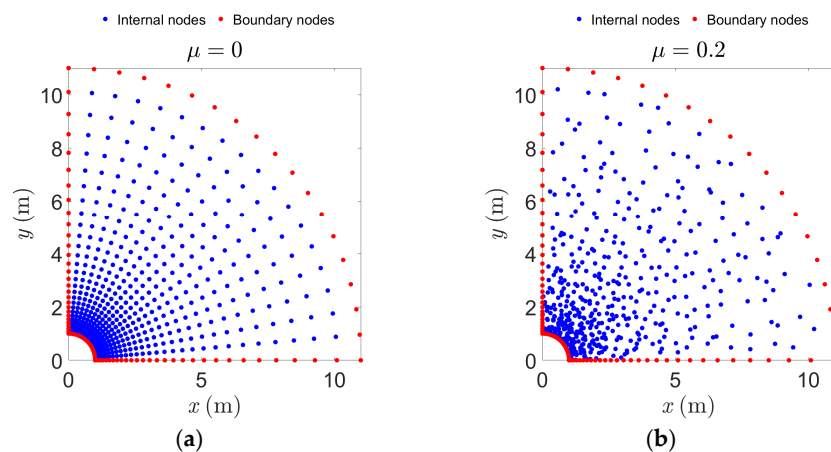 Internal nodes Boundary nodes
μ = 0
10
8
6
4
2
0
y (m)
0 5 10
x (m)
(a)
Internal nodes Boundary nodes
μ = 0.2
10
8
6
4
2
0
y (m)
0 5 10
x (m)
(b)